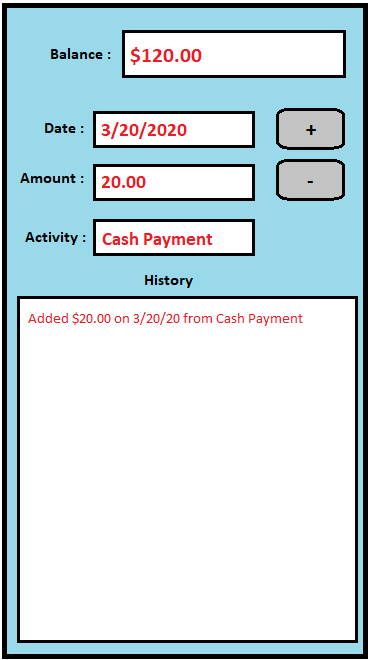 Balance : $120.00
Date : 3/20/2020 +
Amount : 20.00 -
Activity : Cash Payment
History
Added $20.00 on 3/20/20 from Cash Payment